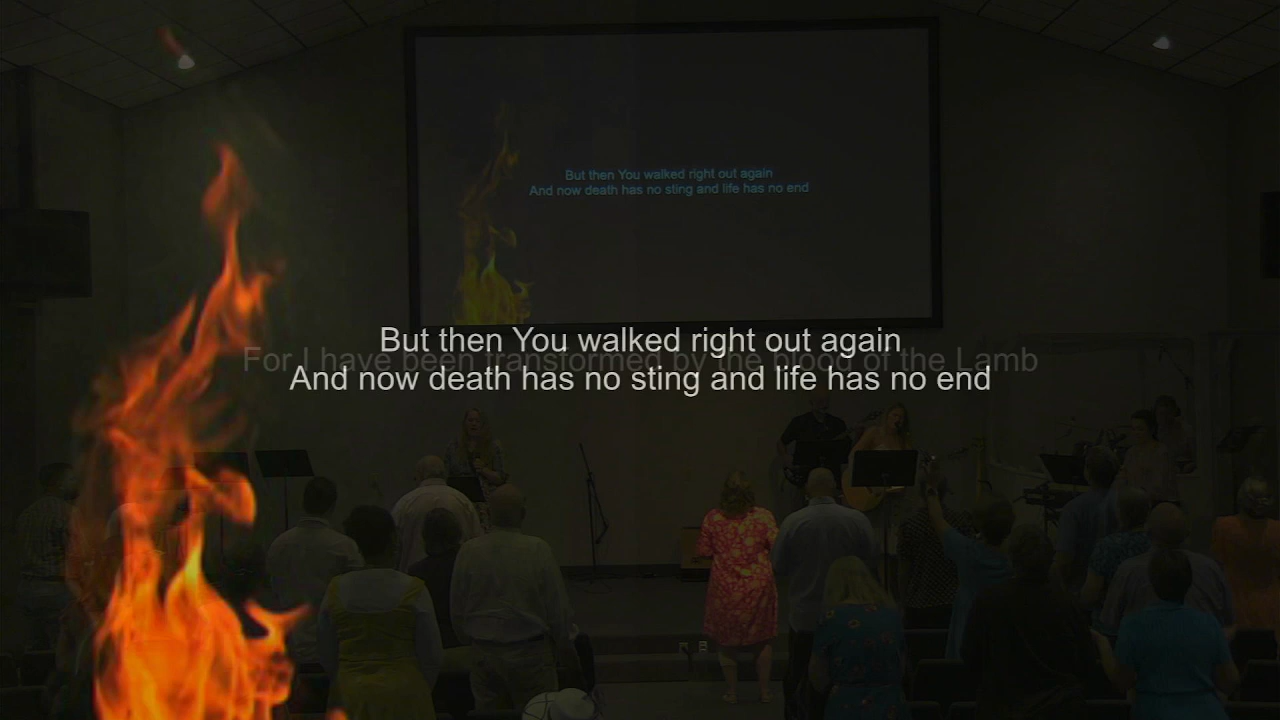 But then You walked right out again
And now death has no sting and life has no end
But then You walked right out again
For I have been transformed by the blood of the Lamb
And now death has no sting and life has no end